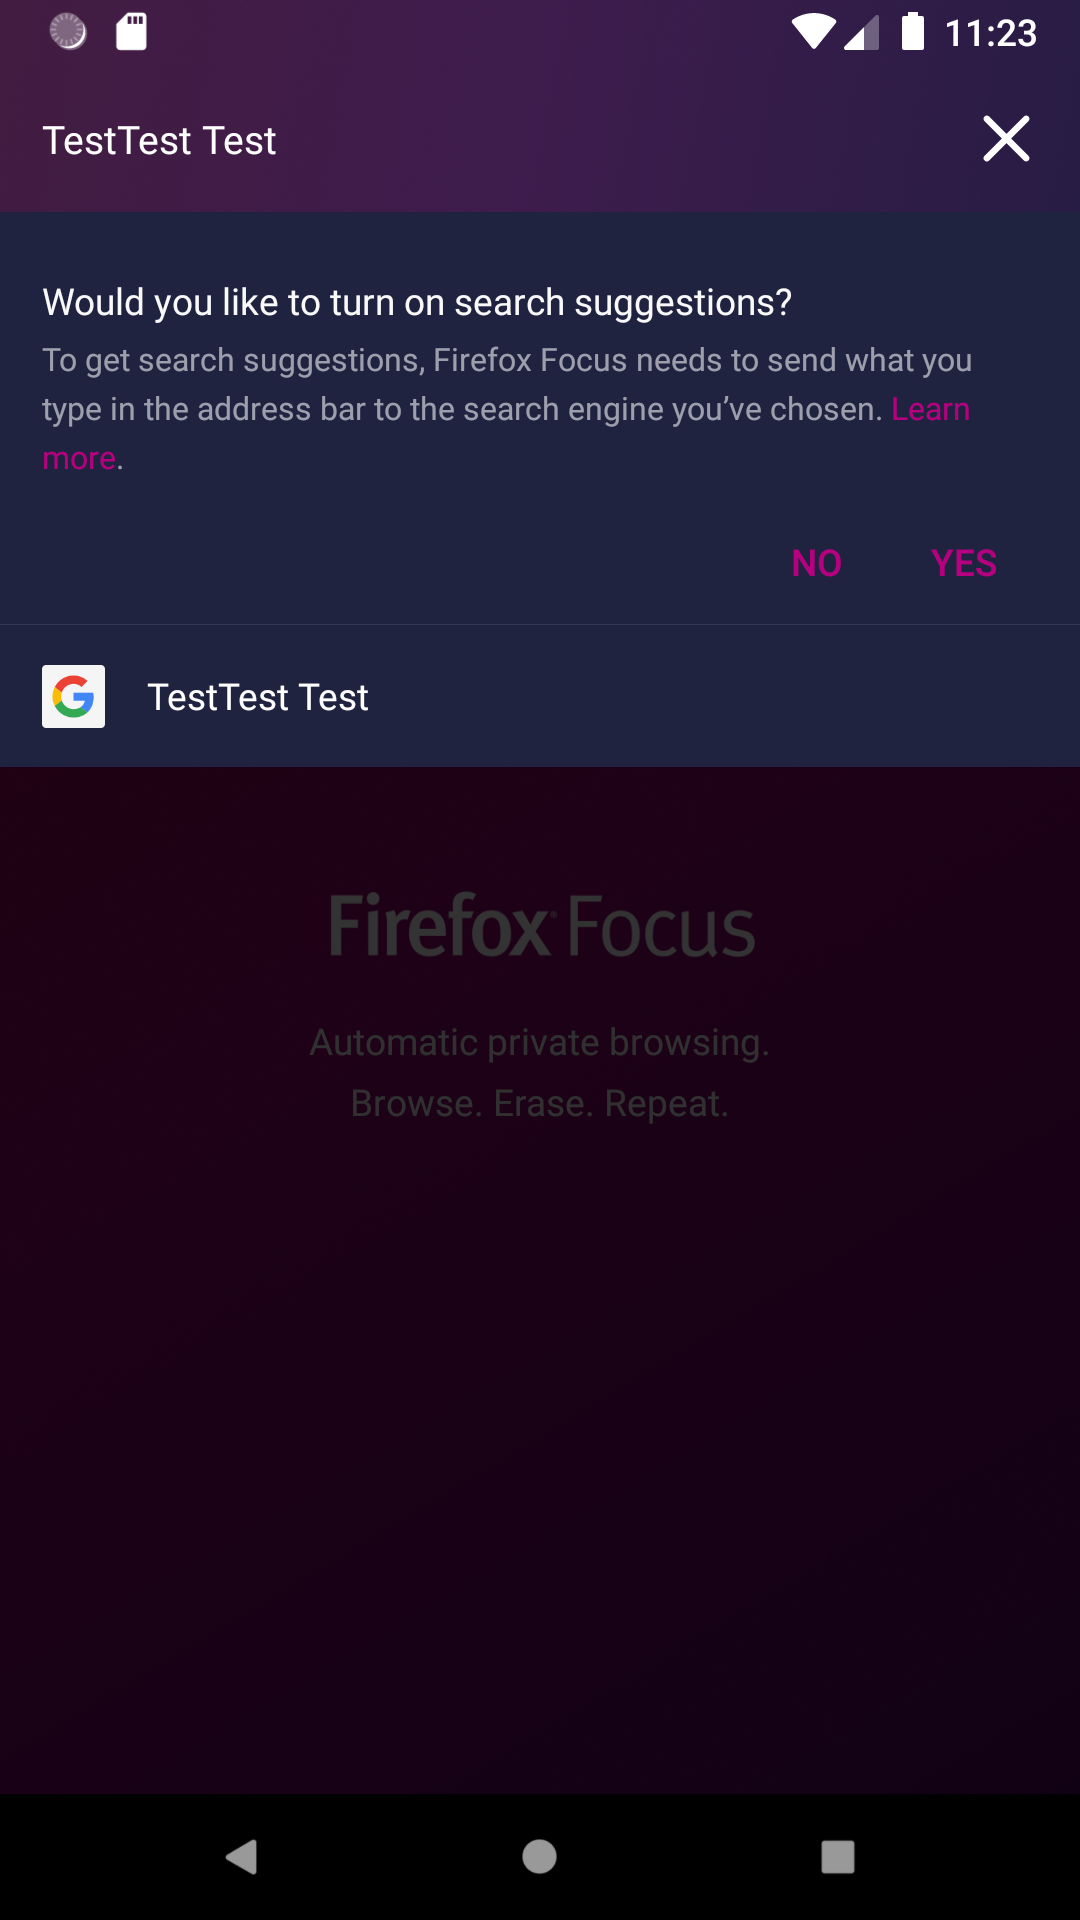 11:23
TestTest Test
Would you like to turn on search suggestions?
To get search suggestions, Firefox Focus needs to send what you
type in the address bar to the search engine you’ve chosen. Learn
more.
NO YES
TestTest Test
Firefox Focus
Automatic private browsing.
Browse. Erase. Repeat.